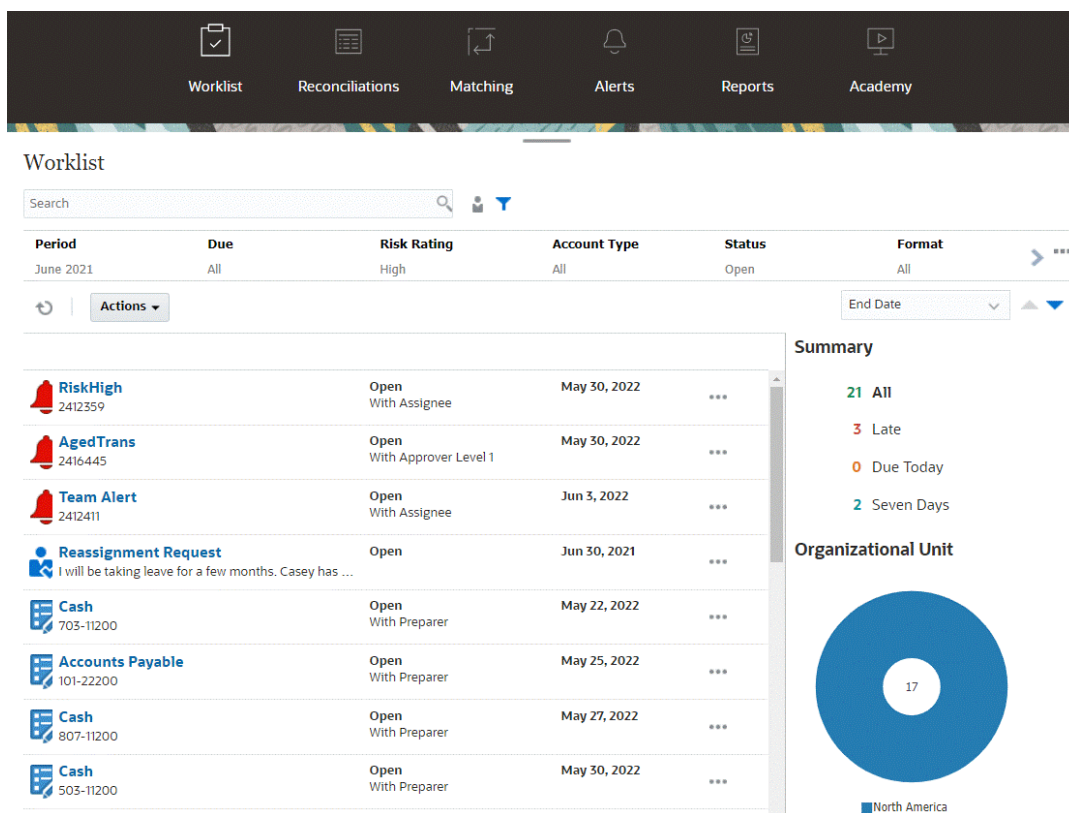 Worklist
Reconciliations
Matching
Alerts
Reports
Academy
Worklist
Search
Period
Due
Risk Rating
Account Type
Status
Format
June 2021
All
High
All
Open
All
Actions
End Date
Summary
21 All
3 Late
0 Due Today
2 Seven Days
RiskHigh
2412359
Open
With Assignee
May 30, 2022
AgedTrans
2416445
Open
With Approver Level 1
May 30, 2022
Team Alert
2412411
Open
With Assignee
Jun 3, 2022
Reassignment Request
I will be taking leave for a few months. Casey has ...
Open
Jun 30, 2021
Cash
703-11200
Open
With Preparer
May 22, 2022
Accounts Payable
101-22200
Open
With Preparer
May 25, 2022
Cash
807-11200
Open
With Preparer
May 27, 2022
Cash
503-11200
Open
With Preparer
May 30, 2022
Organizational Unit
17
North America